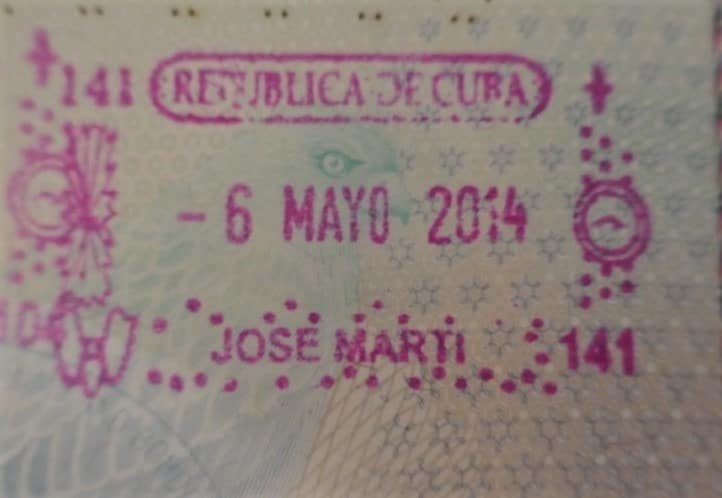 141 REPUBLICA DE CUBA
- 6 MAYO 2014
JOSE MARTI 141